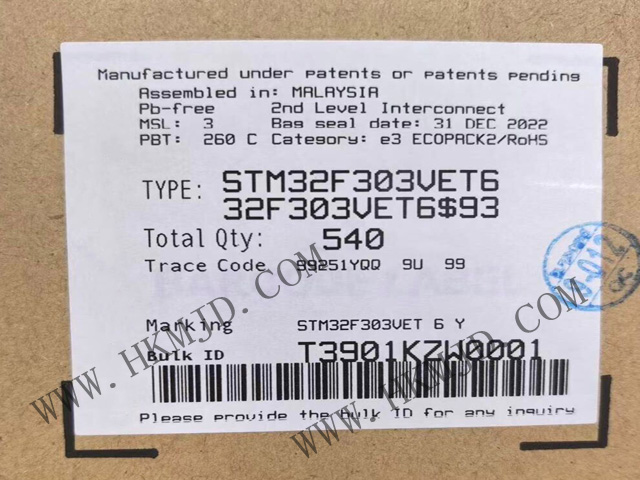 Manufactured under patents or patents pending
Assembled in: MALAYSIA
Pb-free 2nd Level Interconnect
MSL: 3 Bag seal date: 31 DEC 2022
PBT: 260 C Category: e3 ECOPACK2/RoHS
TYPE: STM32F303VET6
32F303VET6$93
Total Qty: 540
Trace Code 99251YQQ 9U 99
Marking STM32F303VET 6 Y
Bulk ID T3901KZW0001
Please provide the Bulk ID for any inquiry
WWW.HKMJD.COM
WWW.HKMJD.COM